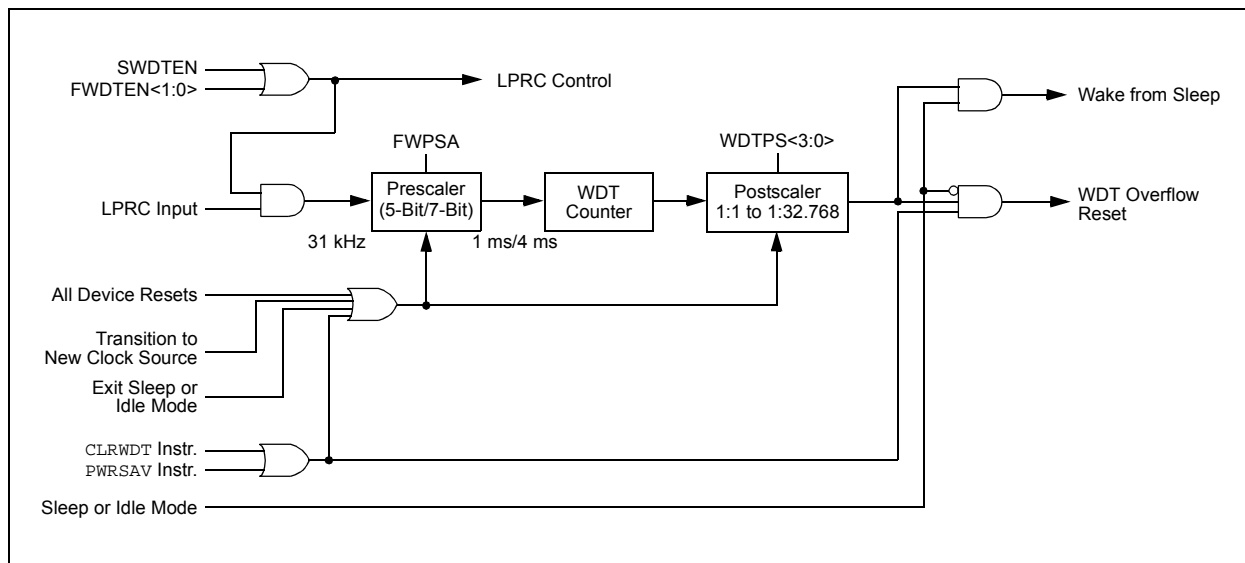 SWDTEN
FWDTEN<1:0>
LPRC Control
Wake from Sleep
FWPSA
WDTPS<3:0>
LPRC Input
Prescaler
(5-Bit/7-Bit)
WDT
Counter
Postscaler
1:1 to 1:32.768
WDT Overflow
Reset
31 kHz
1 ms/4 ms
All Device Resets
Transition to
New Clock Source
Exit Sleep or
Idle Mode
CLRWDT Instr.
PWRSAV Instr.
Sleep or Idle Mode